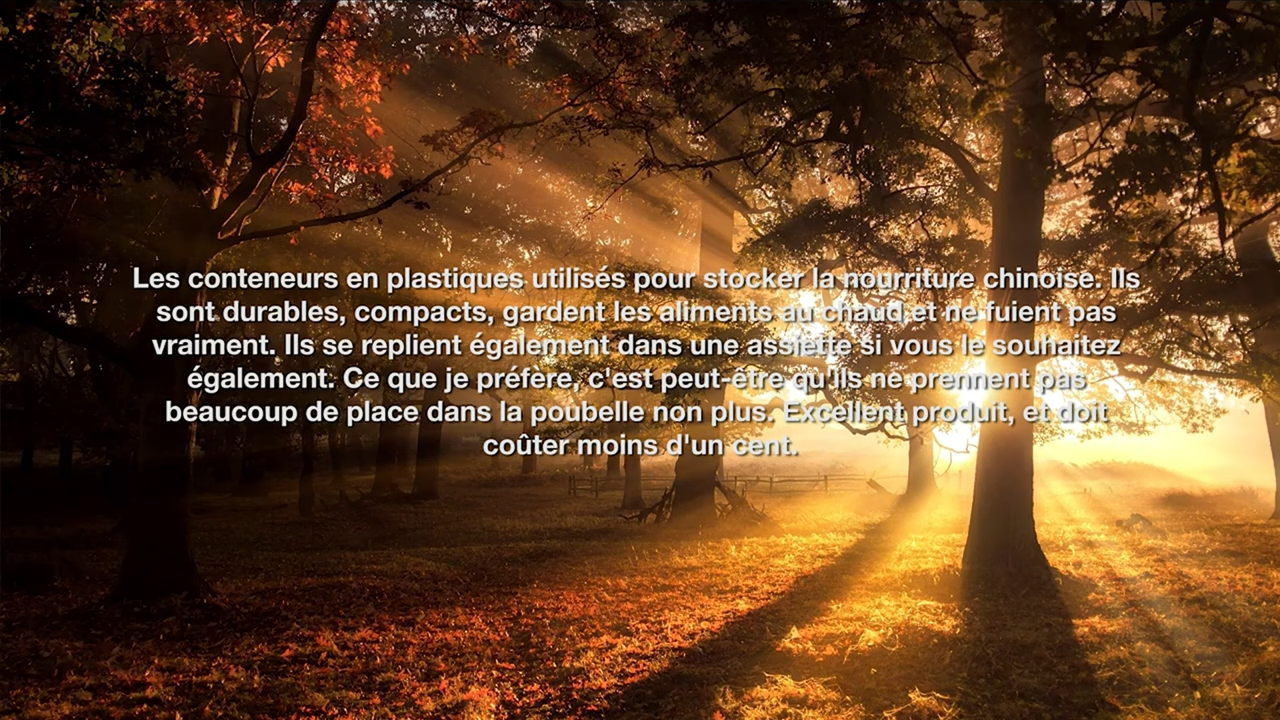 Les conteneurs en plastiques utilisés pour stocker la nourriture chinoise. Ils
sont durables, compacts, gardent les aliments au chaud et ne fuient pas
vraiment. Ils se replient également dans une assiette si vous le souhaitez
également. Ce que je préfère, c'est peut-être qu'ils ne prennent pas
beaucoup de place dans la poubelle non plus. Excellent produit, et doit
coûter moins d'un cent.